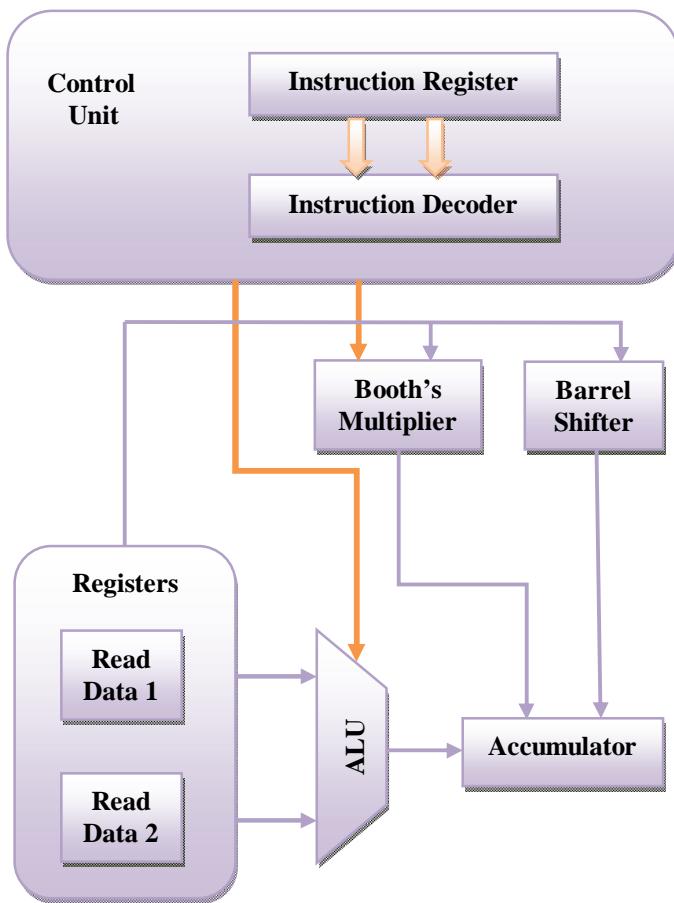 Control
Unit
Instruction Register
Instruction Decoder
Booth's
Multiplier
Barrel
Shifter
Registers
Read
Data 1
Read
Data 2
ALU
Accumulator